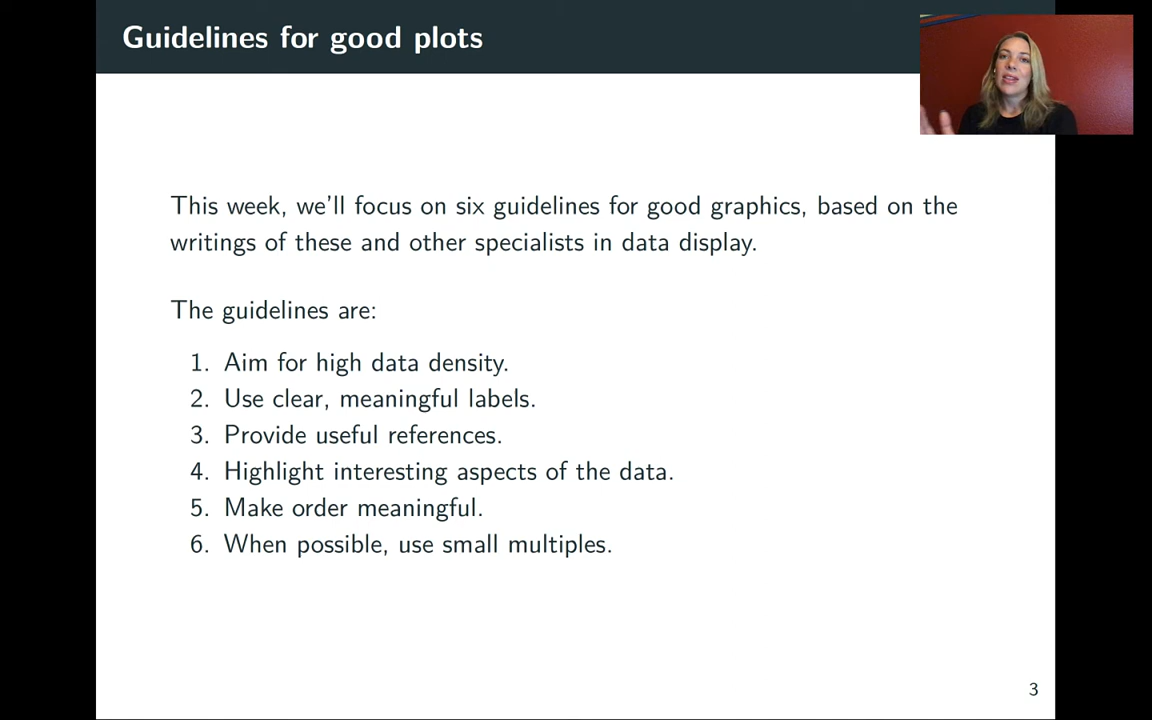 Guidelines for good plots
This week, we'll focus on six guidelines for good graphics, based on the
writings of these and other specialists in data display.
The guidelines are:
1. Aim for high data density.
2. Use clear, meaningful labels.
3. Provide useful references.
4. Highlight interesting aspects of the data.
5. Make order meaningful.
6. When possible, use small multiples.
3